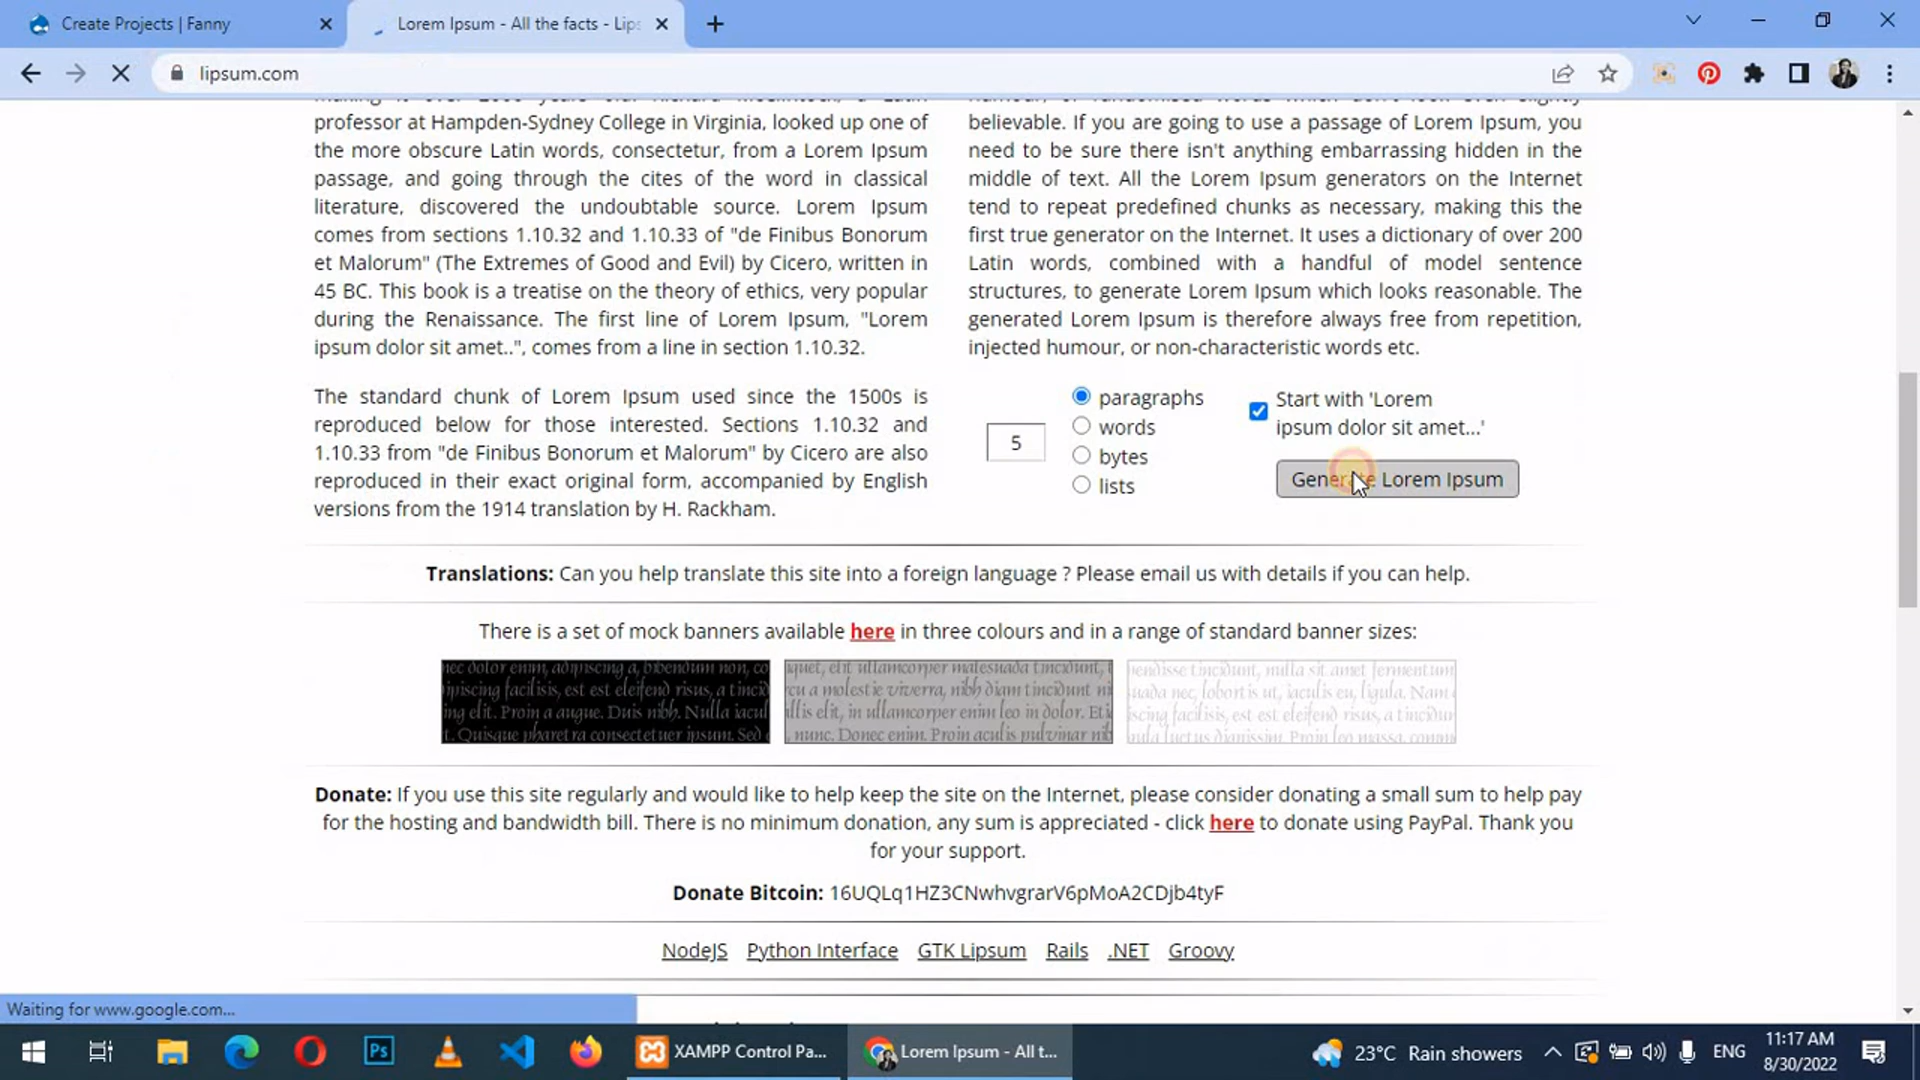 Create Projects | Fanny
Lorem Ipsum - All the facts - Lips
lipsum.com
professor at Hampden-Sydney College in Virginia, looked up one of
the more obscure Latin words, consectetur, from a Lorem Ipsum
passage, and going through the cites of the word in classical
literature, discovered the undoubtable source. Lorem Ipsum
comes from sections 1.10.32 and 1.10.33 of "de Finibus Bonorum
et Malorum" (The Extremes of Good and Evil) by Cicero, written in
45 BC. This book is a treatise on the theory of ethics, very popular
during the Renaissance. The first line of Lorem Ipsum, "Lorem
ipsum dolor sit amet..", comes from a line in section 1.10.32.
The standard chunk of Lorem Ipsum used since the 1500s is
reproduced below for those interested. Sections 1.10.32 and
1.10.33 from "de Finibus Bonorum et Malorum" by Cicero are also
reproduced in their exact original form, accompanied by English
versions from the 1914 translation by H. Rackham.
believable. If you are going to use a passage of Lorem Ipsum, you
need to be sure there isn't anything embarrassing hidden in the
middle of text. All the Lorem Ipsum generators on the Internet
tend to repeat predefined chunks as necessary, making this the
first true generator on the Internet. It uses a dictionary of over 200
Latin words, combined with a handful of model sentence
structures, to generate Lorem Ipsum which looks reasonable. The
generated Lorem Ipsum is therefore always free from repetition,
injected humour, or non-characteristic words etc.
5
paragraphs
words
bytes
lists
Start with 'Lorem
ipsum dolor sit amet...'
Generate Lorem Ipsum
Translations: Can you help translate this site into a foreign language ? Please email us with details if you can help.
There is a set of mock banners available here in three colours and in a range of standard banner sizes:
Donate: If you use this site regularly and would like to help keep the site on the Internet, please consider donating a small sum to help pay
for the hosting and bandwidth bill. There is no minimum donation, any sum is appreciated - click here to donate using PayPal. Thank you
for your support.
Donate Bitcoin: 16UQLq1HZ3CNwhvgrarV6pMoA2CDjb4tyF
NodeJS Python Interface GTK Lipsum Rails .NET Groovy
Waiting for www.google.com...
Ps
XAMPP Control Pa...
Lorem Ipsum - All t...
23°C Rain showers
ENG
11:17 AM
8/30/2022